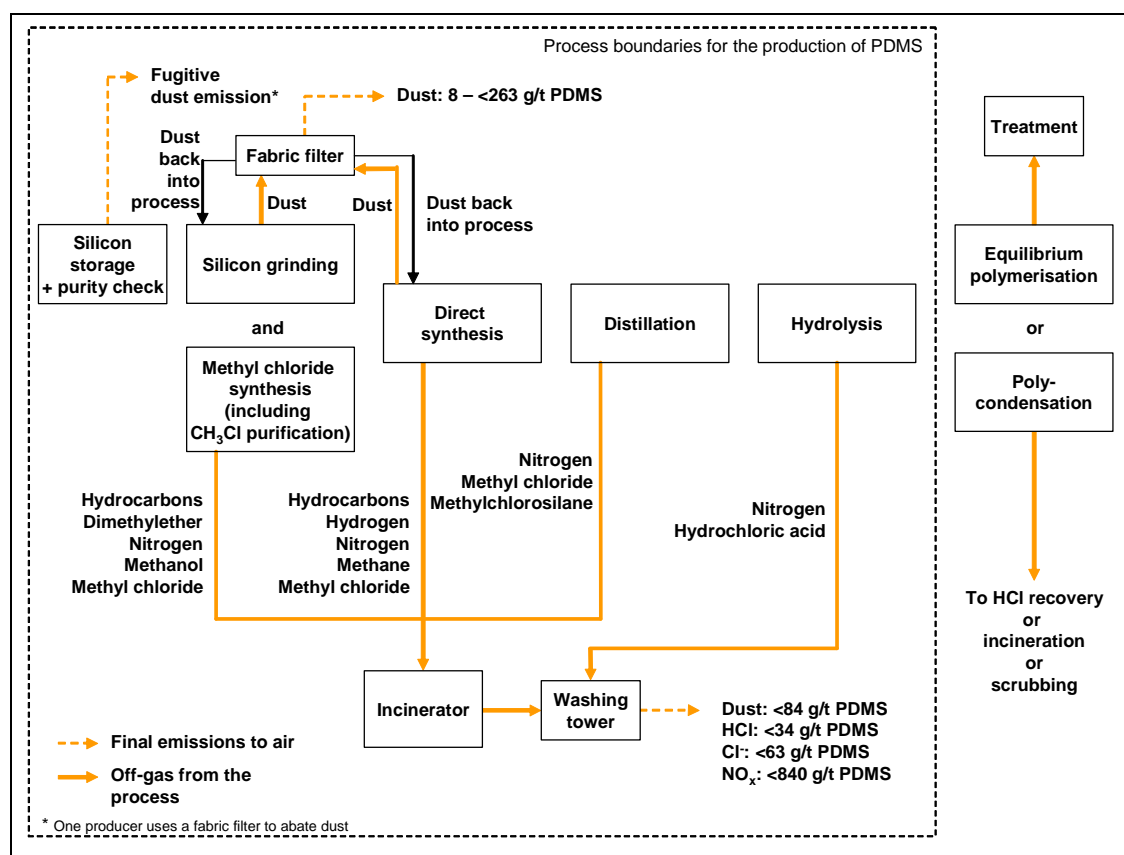 Process boundaries for the production of PDMS
Fugitive
dust emission*
Dust: 8 – <263 g/t PDMS
Dust
back
into
process
Fabric filter
Dust
Dust
Dust back
into process
Silicon
storage
+ purity check
Silicon grinding
and
Methyl chloride
synthesis
(including
CH₃Cl purification)
Direct
synthesis
Distillation
Hydrolysis
Treatment
Equilibrium
polymerisation
or
Poly-
condensation
Hydrocarbons
Dimethylether
Nitrogen
Methanol
Methyl chloride
Hydrocarbons
Hydrogen
Nitrogen
Methane
Methyl chloride
Nitrogen
Methyl chloride
Methylchlorosilane
Nitrogen
Hydrochloric acid
To HCl recovery
or
incineration
or
scrubbing
Incinerator
Washing
tower
Dust: <84 g/t PDMS
HCl: <34 g/t PDMS
Cl⁻: <63 g/t PDMS
NOₓ: <840 g/t PDMS
Final emissions to air
Off-gas from the
process
* One producer uses a fabric filter to abate dust